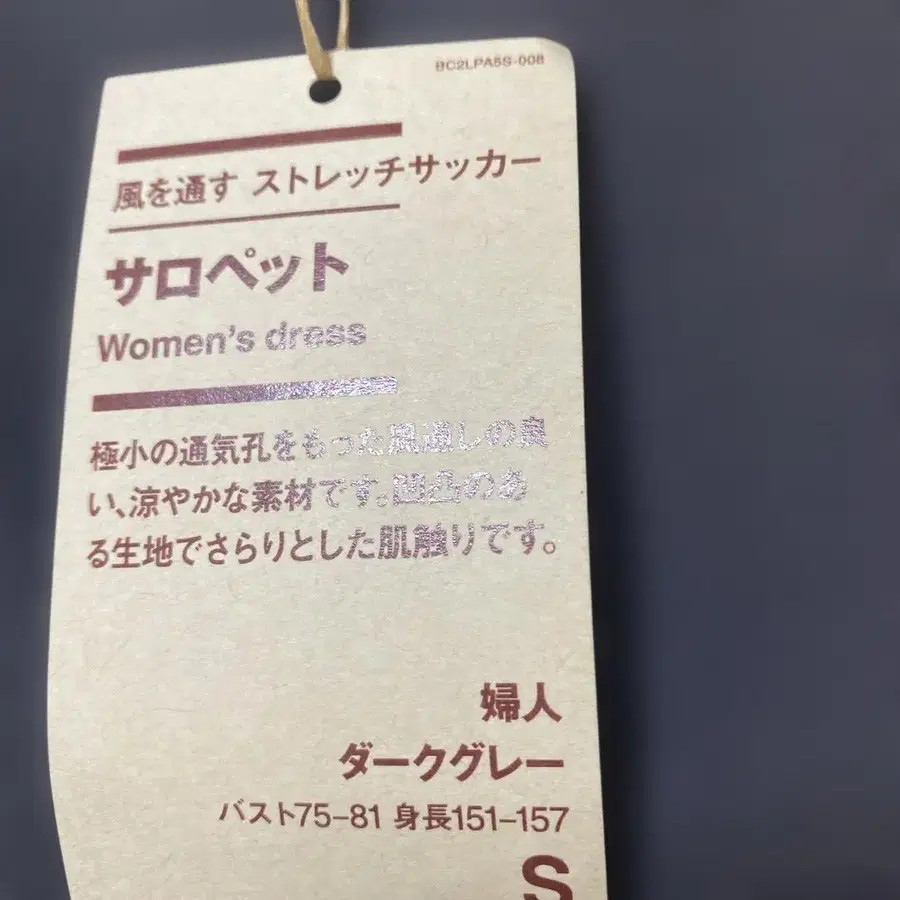 BC2LPA5S-008
風を通す ストレッチサッカー
サロペット
Women's dress
極小の通気孔をもった風通しの良
い、涼やかな素材です。凹凸のあ
る生地でさらりとした肌触りです。
婦人
ダークグレー
バスト75-81 身長151-157
S